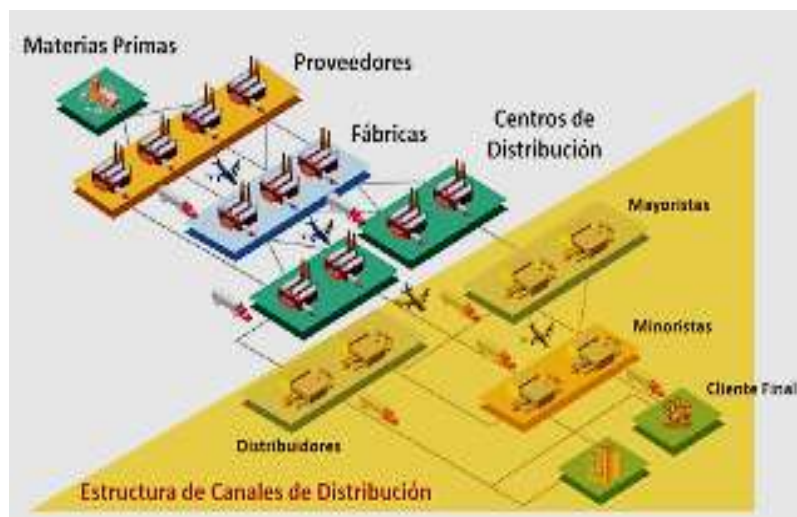 Materias Primas
Proveedores
Fábricas
Centros de
Distribución
Mayoristas
Minoristas
Cliente Final
Distribuidores
Estructura de Canales de Distribución